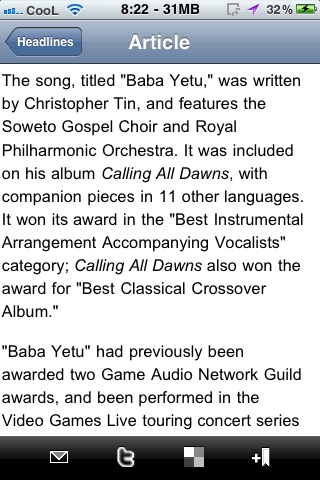 CooL 8:22 - 31MB 32%
Headlines Article
The song, titled "Baba Yetu," was written
by Christopher Tin, and features the
Soweto Gospel Choir and Royal
Philharmonic Orchestra. It was included
on his album Calling All Dawns, with
companion pieces in 11 other languages.
It won its award in the "Best Instrumental
Arrangement Accompanying Vocalists"
category; Calling All Dawns also won the
award for "Best Classical Crossover
Album."
"Baba Yetu" had previously been
awarded two Game Audio Network Guild
awards, and been performed in the
Video Games Live touring concert series